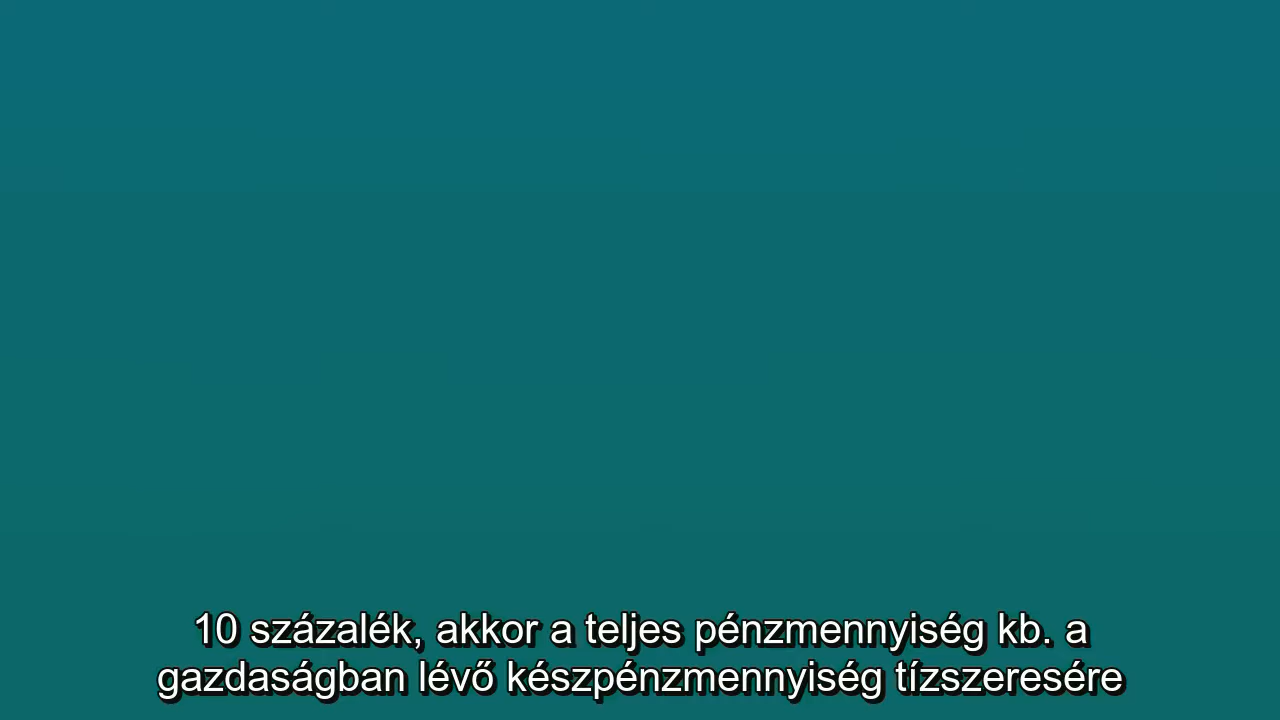 10 százalék, akkor a teljes pénzmennyiség kb. a
gazdaságban lévő készpénzmennyiség tízszeresére